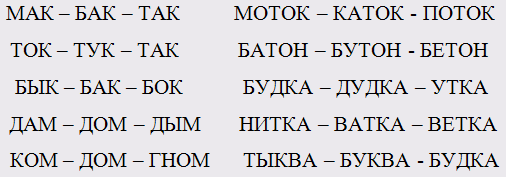 МАК – БАК – ТАК
ТОК – ТУК – ТАК
БЫК – БАК – БОК
ДАМ – ДОМ – ДЫМ
КОМ – ДОМ – ГНОМ
МОТОК – КАТОК - ПОТОК
БАТОН – БУТОН - БЕТОН
БУДКА – ДУДКА – УТКА
НИТКА – ВАТКА – ВЕТКА
ТЫКВА – БУКВА - БУДКА